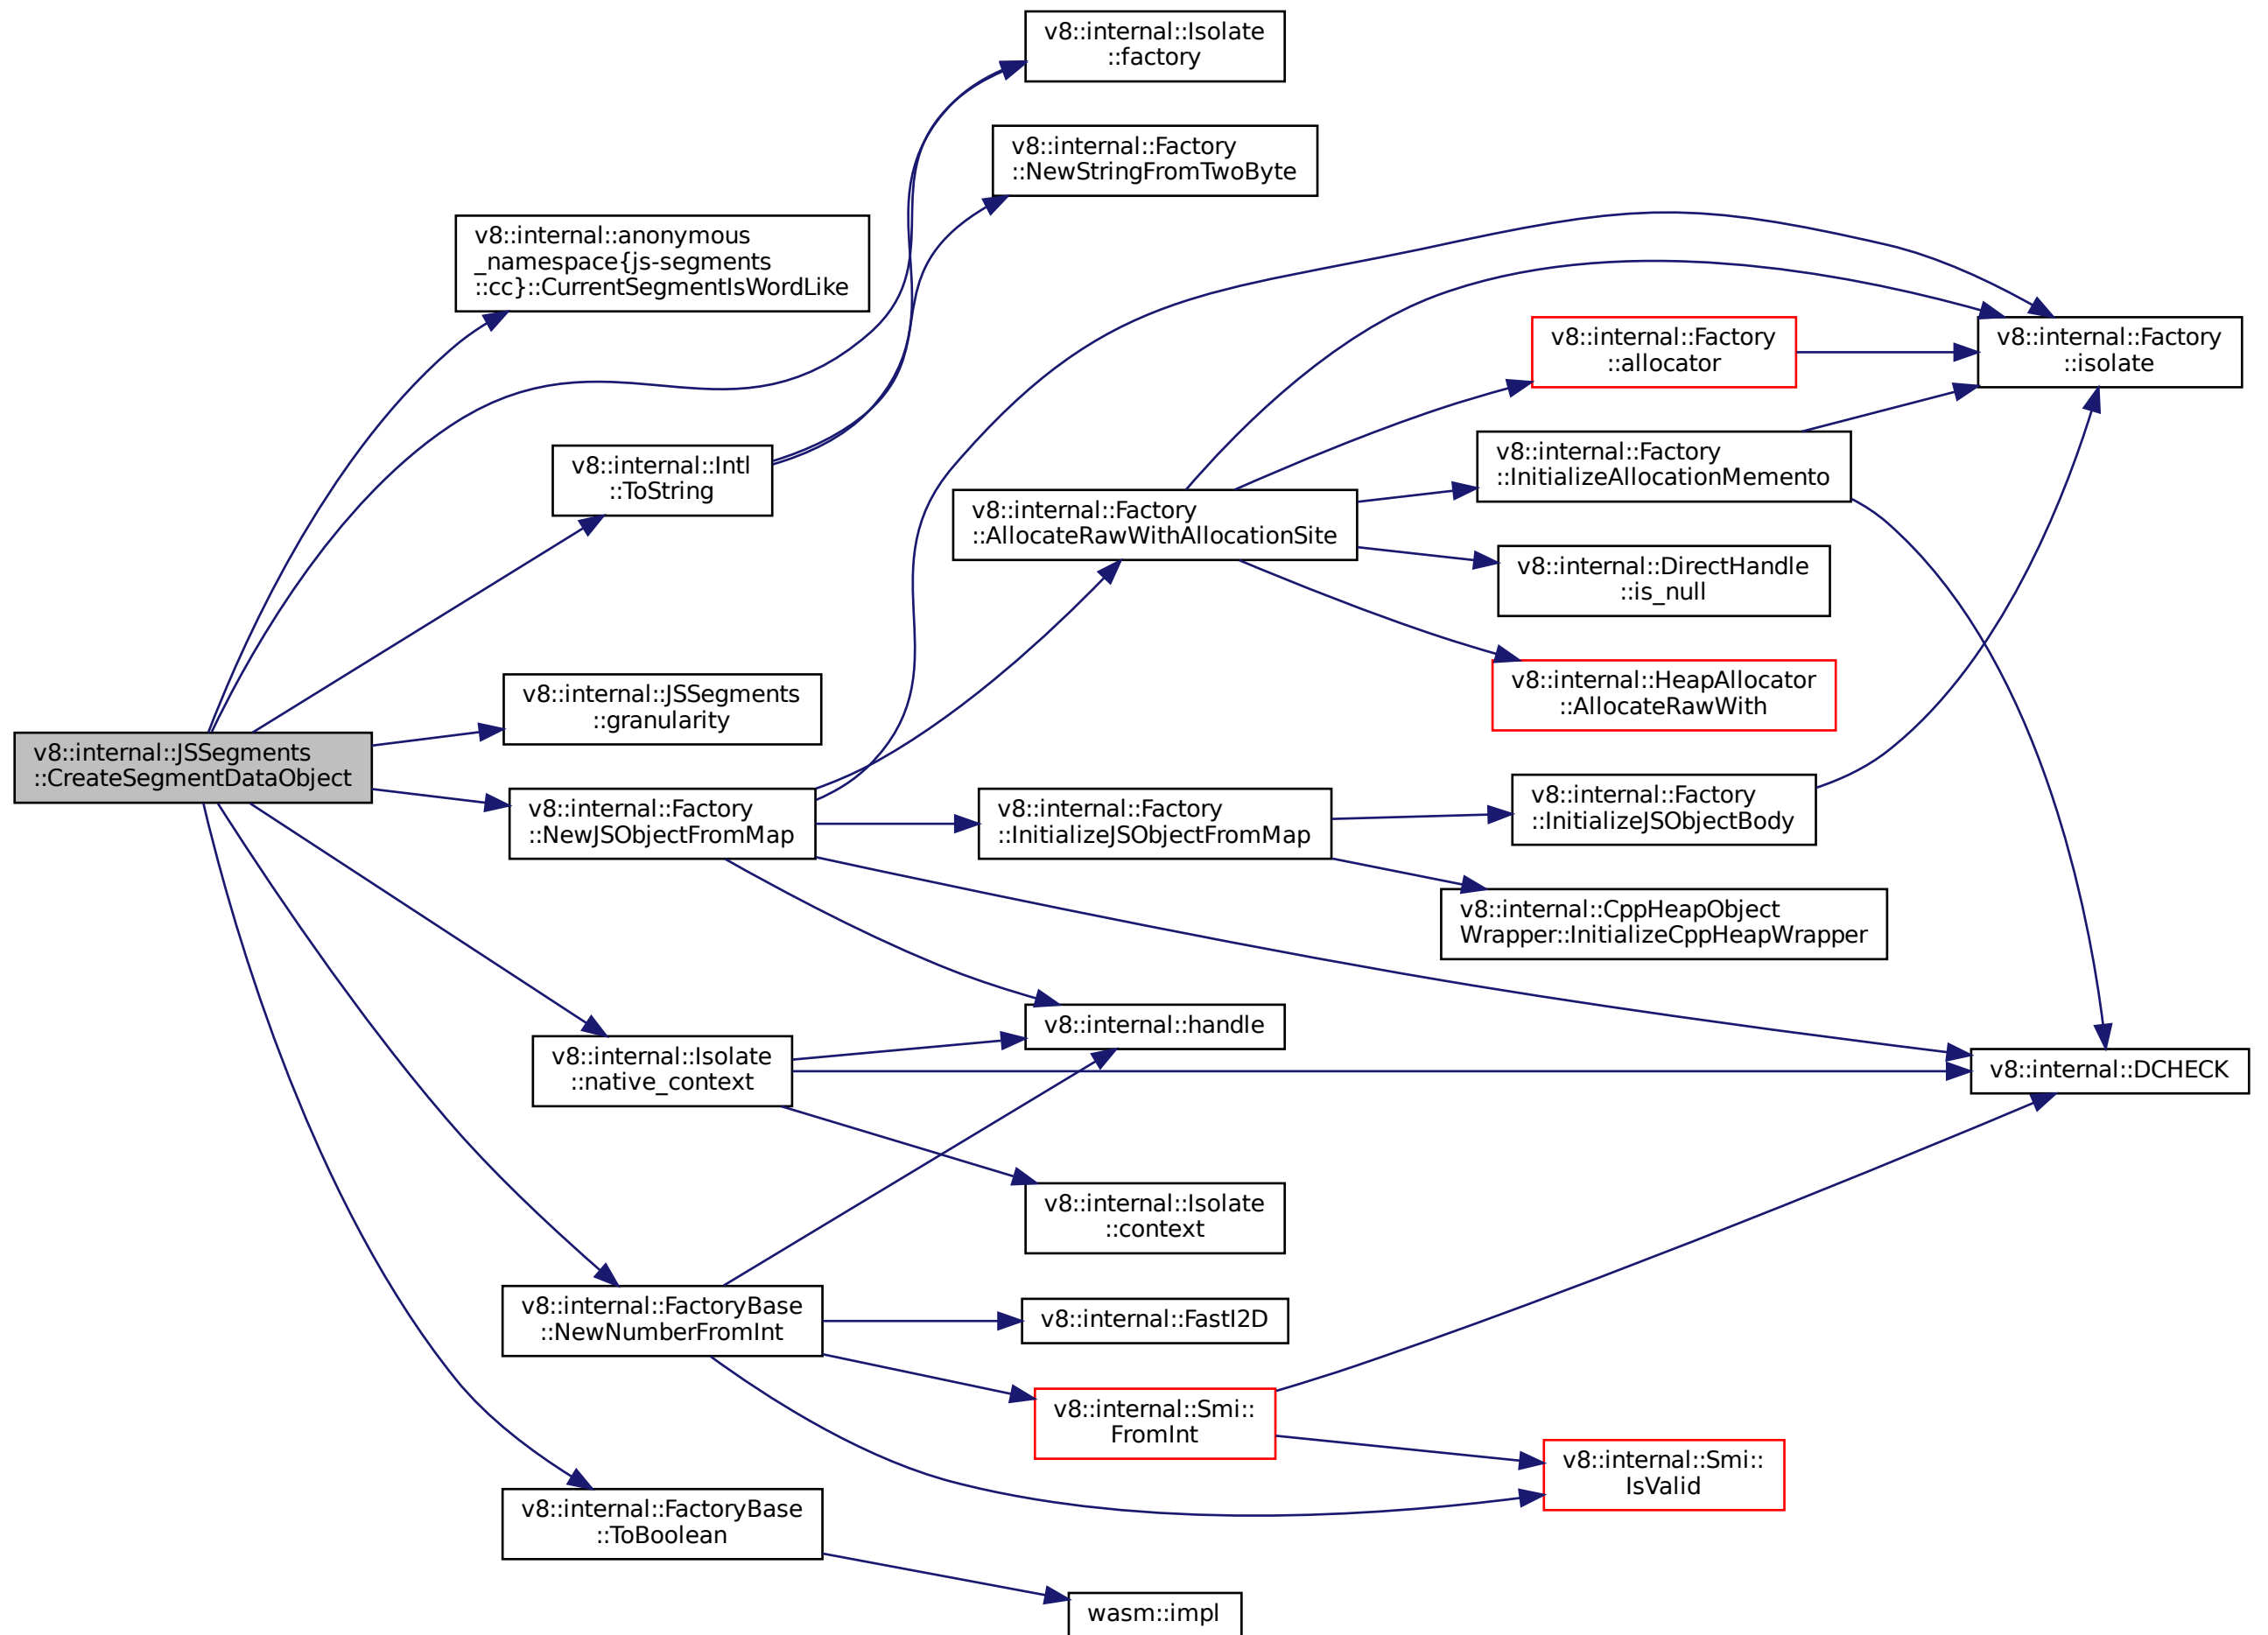 v8::internal::Isolate
::factory
v8::internal::Factory
::NewStringFromTwoByte
v8::internal::anonymous
_namespace{js-segments
::cc}::CurrentSegmentIsWordLike
v8::internal::Factory
::allocator
v8::internal::Factory
::isolate
v8::internal::Intl
::ToString
v8::internal::Factory
::InitializeAllocationMemento
v8::internal::Factory
::AllocateRawWithAllocationSite
v8::internal::DirectHandle
::is_null
v8::internal::JSSegments
::granularity
v8::internal::HeapAllocator
::AllocateRawWith
v8::internal::JSSegments
::CreateSegmentDataObject
v8::internal::Factory
::NewJSObjectFromMap
v8::internal::Factory
::InitializeJSObjectFromMap
v8::internal::Factory
::InitializeJSObjectBody
v8::internal::CppHeapObject
Wrapper::InitializeCppHeapWrapper
v8::internal::handle
v8::internal::Isolate
::native_context
v8::internal::DCHECK
v8::internal::Isolate
::context
v8::internal::FactoryBase
::NewNumberFromInt
v8::internal::FastI2D
v8::internal::Smi::
FromInt
v8::internal::Smi::
IsValid
v8::internal::FactoryBase
::ToBoolean
wasm::impl